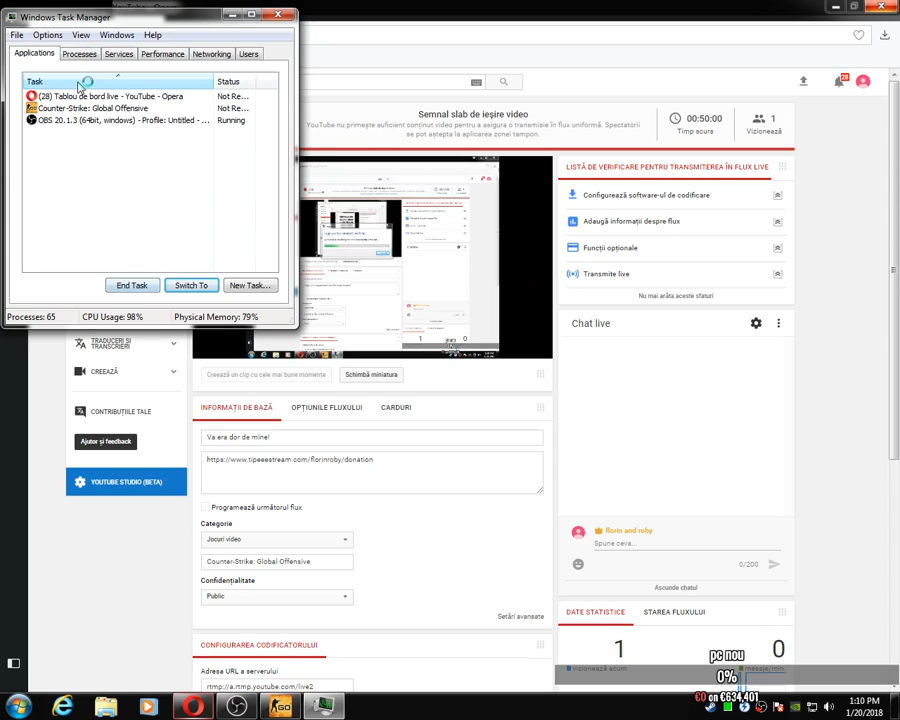 Windows Task Manager
File Options View Windows Help
Applications Processes Services Performance Networking Users
Task Status
(28) Tablou de bord live - YouTube - Opera Not Re...
Counter-Strike: Global Offensive Not Re...
OBS 20.1.3 (64bit, windows) - Profile: Untitled - ... Running
End Task Switch To New Task...
Processes: 65 CPU Usage: 98% Physical Memory: 79%
28
Semnal slab de ieșire video
YouTube nu primește suficient conținut video pentru a asigura o transmisie în flux uniformă. Spectatorii
se pot aștepta la aplicarea zonei tampon.
00:50:00
Timp scurs
1
Vizionează
LISTĂ DE VERIFICARE PENTRU TRANSMITEREA ÎN FLUX LIVE
Configurează software-ul de codificare
Adaugă informații despre flux
Funcții opționale
Transmite live
Nu mai arăta aceste sfaturi
Chat live
TRADUCERI ȘI
TRANSCRIERI
CREEAZĂ
CONTRIBUȚIILE TALE
Ajutor și feedback
YOUTUBE STUDIO (BETA)
Creează un clip cu cele mai bune momente
Schimbă miniatura
INFORMAȚII DE BAZĂ OPȚIUNILE FLUXULUI CARDURI
Va era dor de mine!
https://www.tipeeestream.com/florinroby/donation
Programează următorul flux
Categorie
Jocuri video
Counter-Strike: Global Offensive
Confidențialitate
Public
Setări avansate
CONFIGURAREA CODIFICATORULUI
Adresa URL a serverului
rtmp://a.rtmp.youtube.com/live2
florin and roby
Spune ceva...
0/200
Ascunde chatul
DATE STATISTICE STAREA FLUXULUI
1 0
vizionează acum mesaje/min.
pc nou
0%
€0 on €634,401
GO
1:10 PM
1/20/2018